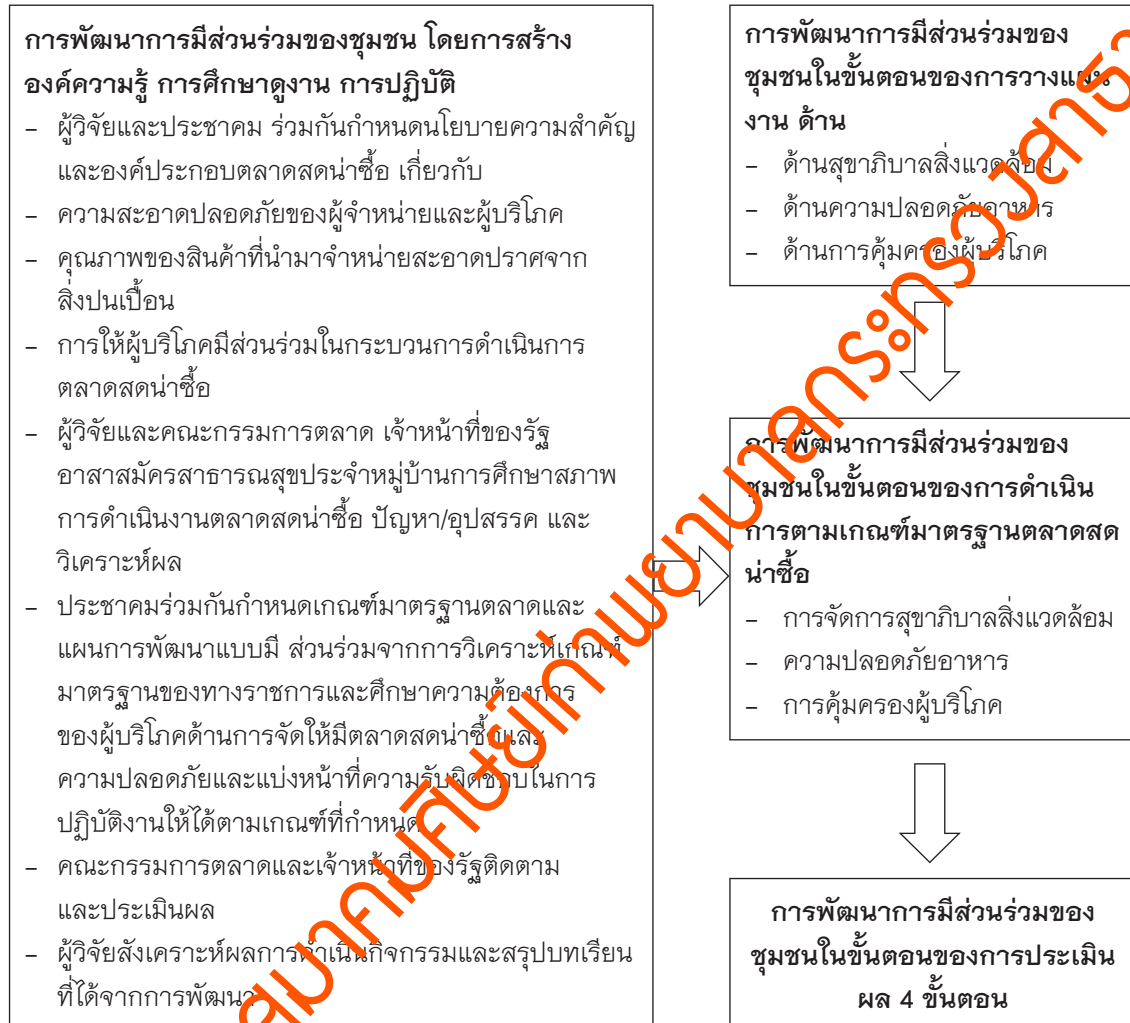 การพัฒนาการมีส่วนร่วมของชุมชน โดยการสร้าง
องค์ความรู้ การศึกษาดูงาน การปฏิบัติ
– ผู้วิจัยและประชาคม ร่วมกันกำหนดนโยบายความสำคัญ
และองค์ประกอบตลาดสดน่าซื้อ เกี่ยวกับ
– ความสะอาดปลอดภัยของผู้จำหน่ายและผู้บริโภค
– คุณภาพของสินค้าที่นำมาจำหน่ายสะอาดปราศจาก
สิ่งปนเปื้อน
– การให้ผู้บริโภคมีส่วนร่วมในกระบวนการดำเนินการ
ตลาดสดน่าซื้อ
– ผู้วิจัยและคณะกรรมการตลาด เจ้าหน้าที่ของรัฐ
อาสาสมัครสาธารณสุขประจำหมู่บ้านการศึกษาสภาพ
การดำเนินงานตลาดสดน่าซื้อ ปัญหา/อุปสรรค และ
วิเคราะห์ผล
– ประชาคมร่วมกันกำหนดเกณฑ์มาตรฐานตลาดและ
แผนการพัฒนาแบบมี ส่วนร่วมจากการวิเคราะห์เกณฑ์
มาตรฐานของทางราชการและศึกษาความต้องการ
ของผู้บริโภคด้านการจัดให้มีตลาดสดน่าซื้อและ
ความปลอดภัยและแบ่งหน้าที่ความรับผิดชอบในการ
ปฏิบัติงานให้ได้ตามเกณฑ์ที่กำหนด
– คณะกรรมการตลาดและเจ้าหน้าที่ของรัฐติดตาม
และประเมินผล
– ผู้วิจัยสังเคราะห์ผลการดำเนินกิจกรรมและสรุปบทเรียน
ที่ได้จากการพัฒนา
การพัฒนาการมีส่วนร่วมของ
ชุมชนในขั้นตอนของการวางแผน
งาน ด้าน
– ด้านสุขาภิบาลสิ่งแวดล้อม
– ด้านความปลอดภัยอาหาร
– ด้านการคุ้มครองผู้บริโภค
การพัฒนาการมีส่วนร่วมของ
ชุมชนในขั้นตอนของการดำเนิน
การตามเกณฑ์มาตรฐานตลาดสด
น่าซื้อ
– การจัดการสุขาภิบาลสิ่งแวดล้อม
– ความปลอดภัยอาหาร
– การคุ้มครองผู้บริโภค
การพัฒนาการมีส่วนร่วมของ
ชุมชนในขั้นตอนของการประเมิน
ผล 4 ขั้นตอน
สมาคมศิษย์เก่าพยาบาลกระทรวงสาธา